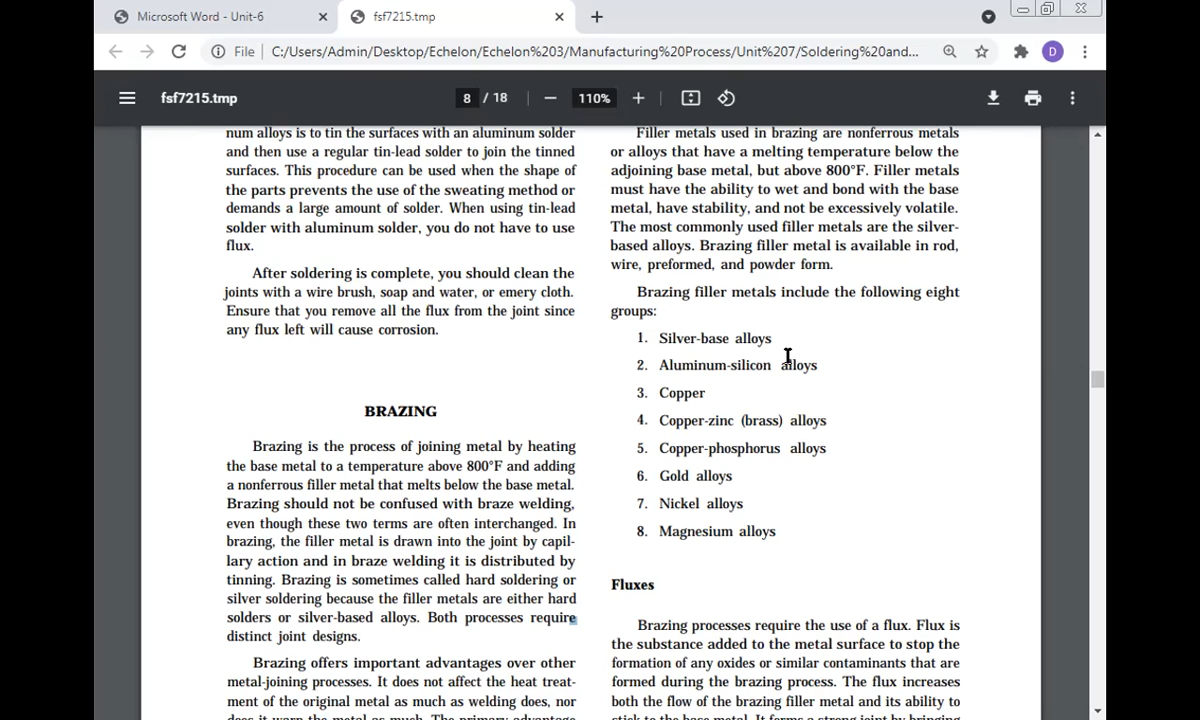 Microsoft Word - Unit-6
fsf7215.tmp
File
C:/Users/Admin/Desktop/Echelon/Echelon%203/Manufacturing%20Process/Unit%207/Soldering%20and...
D
fsf7215.tmp
8 / 18
110%
num alloys is to tin the surfaces with an aluminum solder
and then use a regular tin-lead solder to join the tinned
surfaces. This procedure can be used when the shape of
the parts prevents the use of the sweating method or
demands a large amount of solder. When using tin-lead
solder with aluminum solder, you do not have to use
flux.
After soldering is complete, you should clean the
joints with a wire brush, soap and water, or emery cloth.
Ensure that you remove all the flux from the joint since
any flux left will cause corrosion.
BRAZING
Brazing is the process of joining metal by heating
the base metal to a temperature above 800°F and adding
a nonferrous filler metal that melts below the base metal.
Brazing should not be confused with braze welding,
even though these two terms are often interchanged. In
brazing, the filler metal is drawn into the joint by capil-
lary action and in braze welding it is distributed by
tinning. Brazing is sometimes called hard soldering or
silver soldering because the filler metals are either hard
solders or silver-based alloys. Both processes require
distinct joint designs.
Brazing offers important advantages over other
metal-joining processes. It does not affect the heat treat-
ment of the original metal as much as welding does, nor
does it warp the metal as much. The primary advantage
Filler metals used in brazing are nonferrous metals
or alloys that have a melting temperature below the
adjoining base metal, but above 800°F. Filler metals
must have the ability to wet and bond with the base
metal, have stability, and not be excessively volatile.
The most commonly used filler metals are the silver-
based alloys. Brazing filler metal is available in rod,
wire, preformed, and powder form.
Brazing filler metals include the following eight
groups:
1. Silver-base alloys
2. Aluminum-silicon alloys
3. Copper
4. Copper-zinc (brass) alloys
5. Copper-phosphorus alloys
6. Gold alloys
7. Nickel alloys
8. Magnesium alloys
Fluxes
Brazing processes require the use of a flux. Flux is
the substance added to the metal surface to stop the
formation of any oxides or similar contaminants that are
formed during the brazing process. The flux increases
both the flow of the brazing filler metal and its ability to
stick to the base metal. It forms a strong joint by bringing